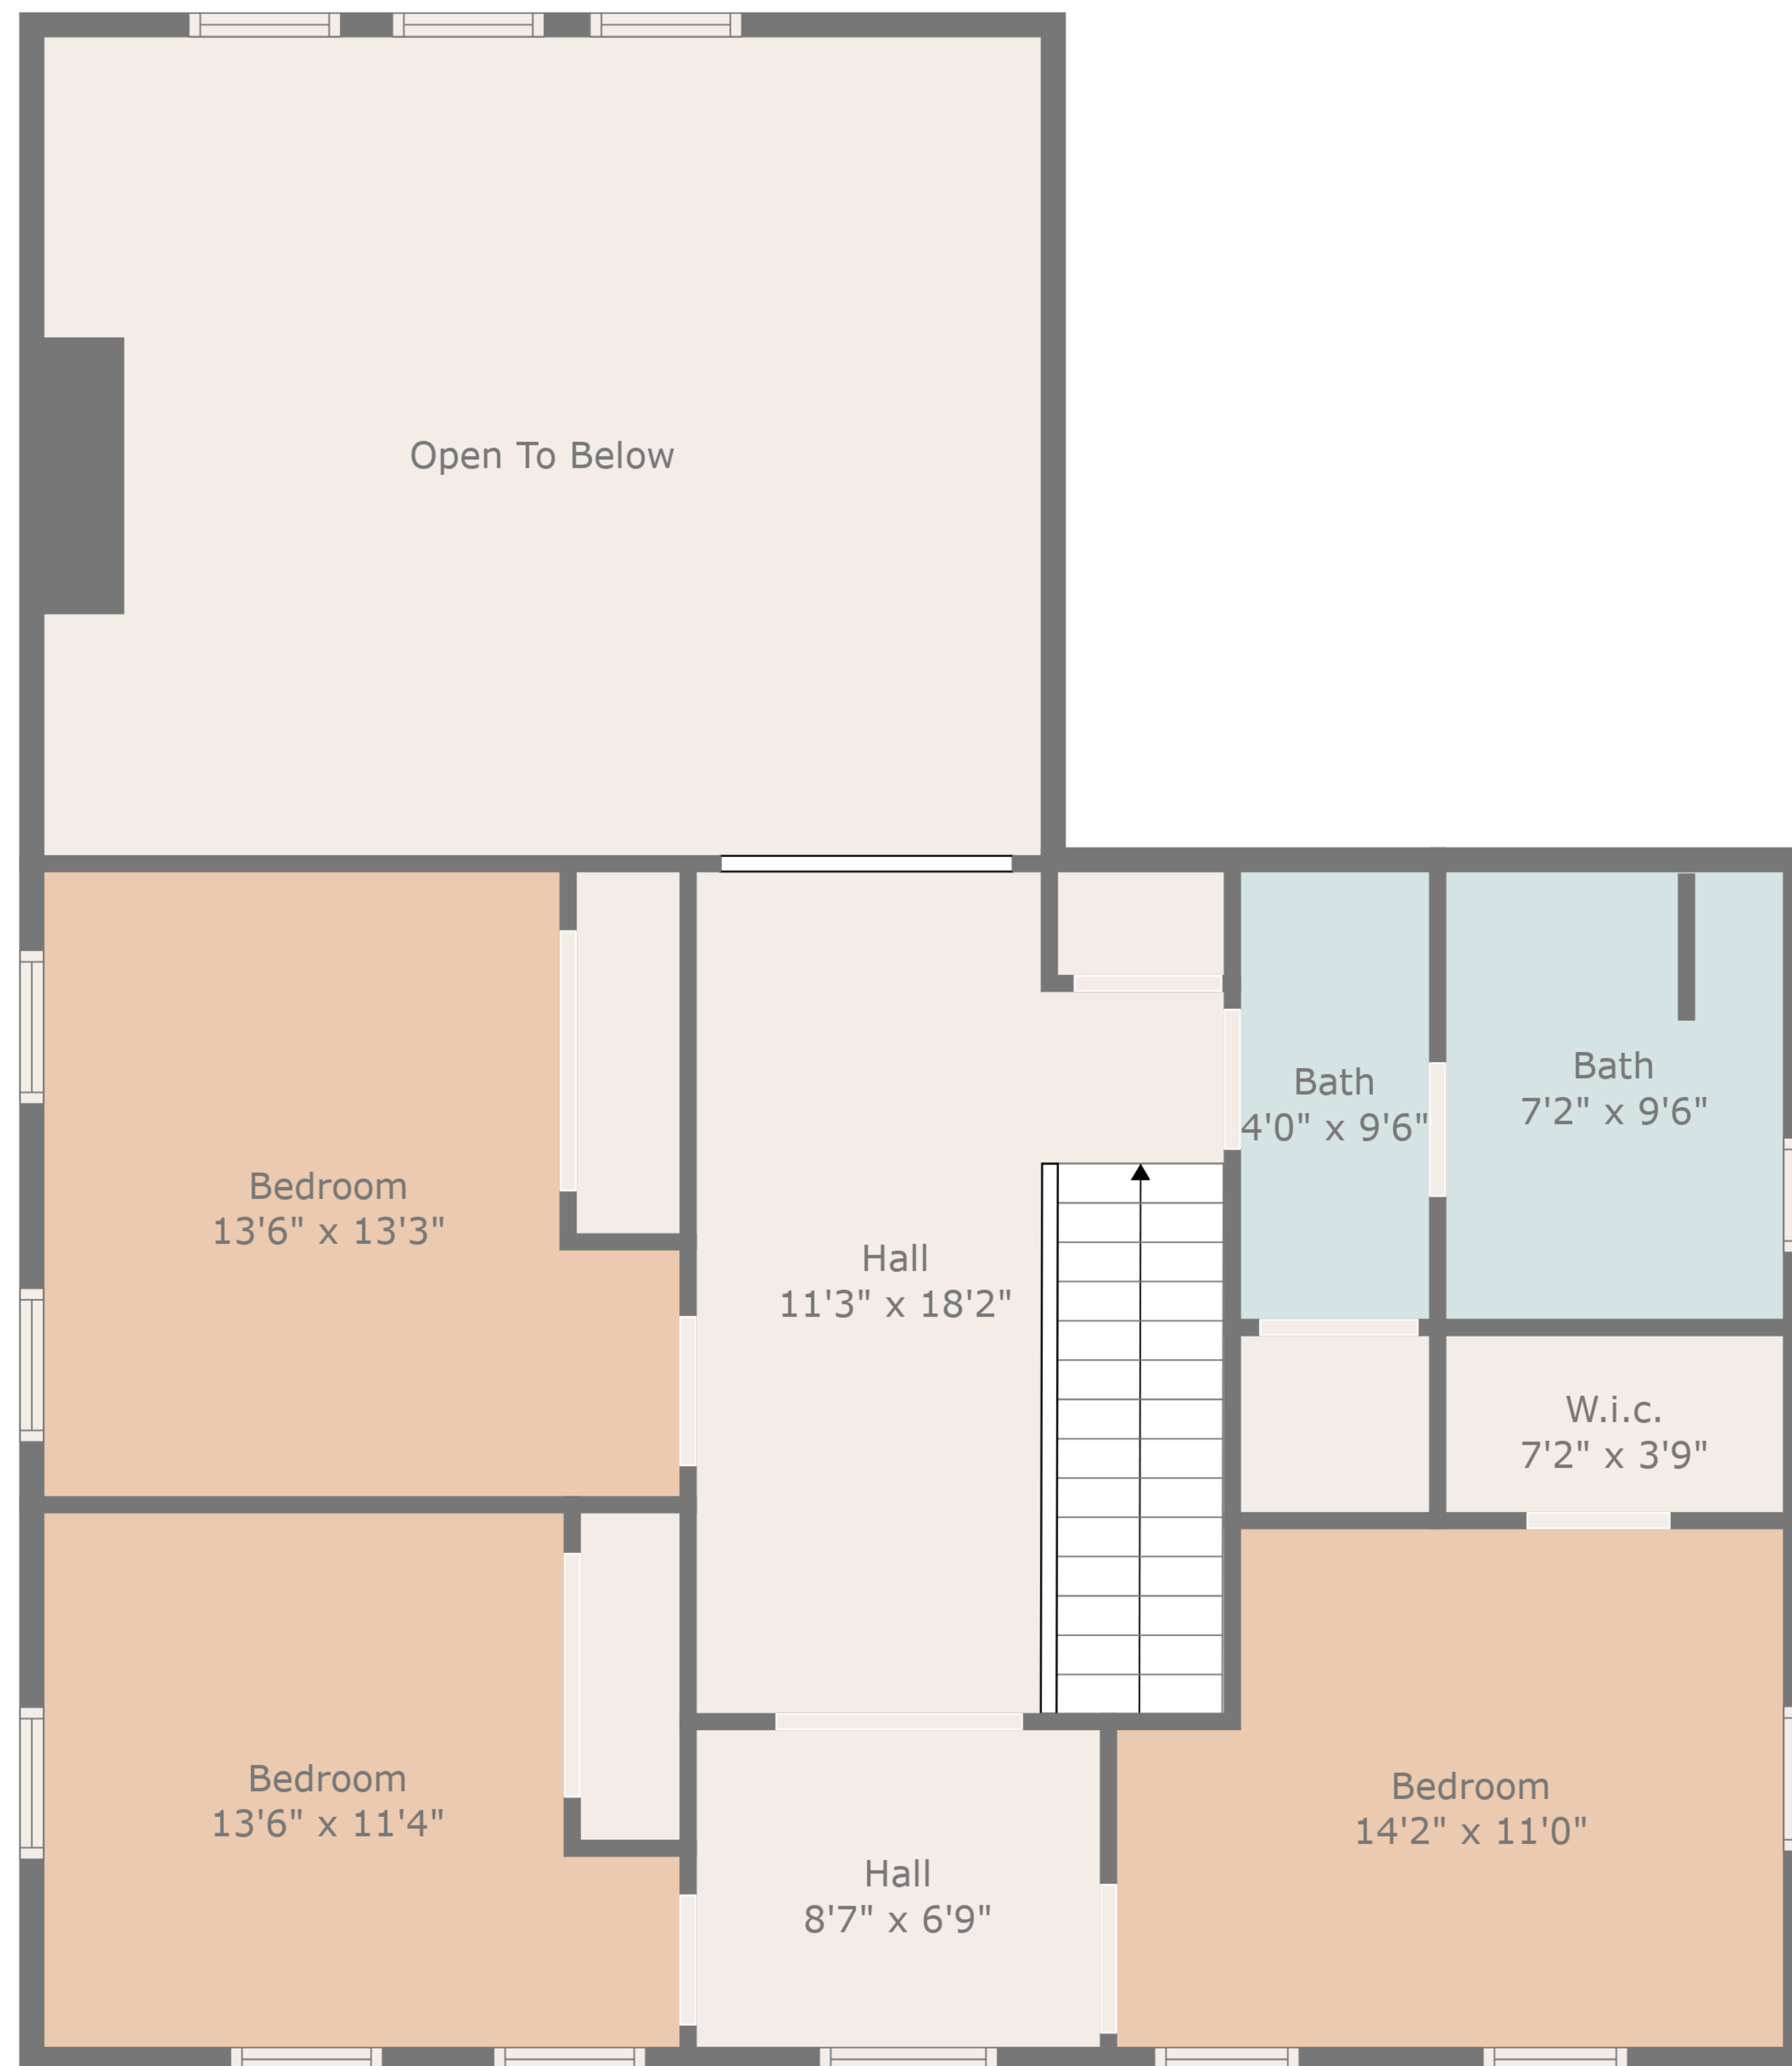 Open To Below
Bath
4'0" x 9'6"
Bath
7'2" x 9'6"
Bedroom
13'6" x 13'3"
Hall
11'3" x 18'2"
W.i.c.
7'2" x 3'9"
Bedroom
13'6" x 11'4"
Hall
8'7" x 6'9"
Bedroom
14'2" x 11'0"